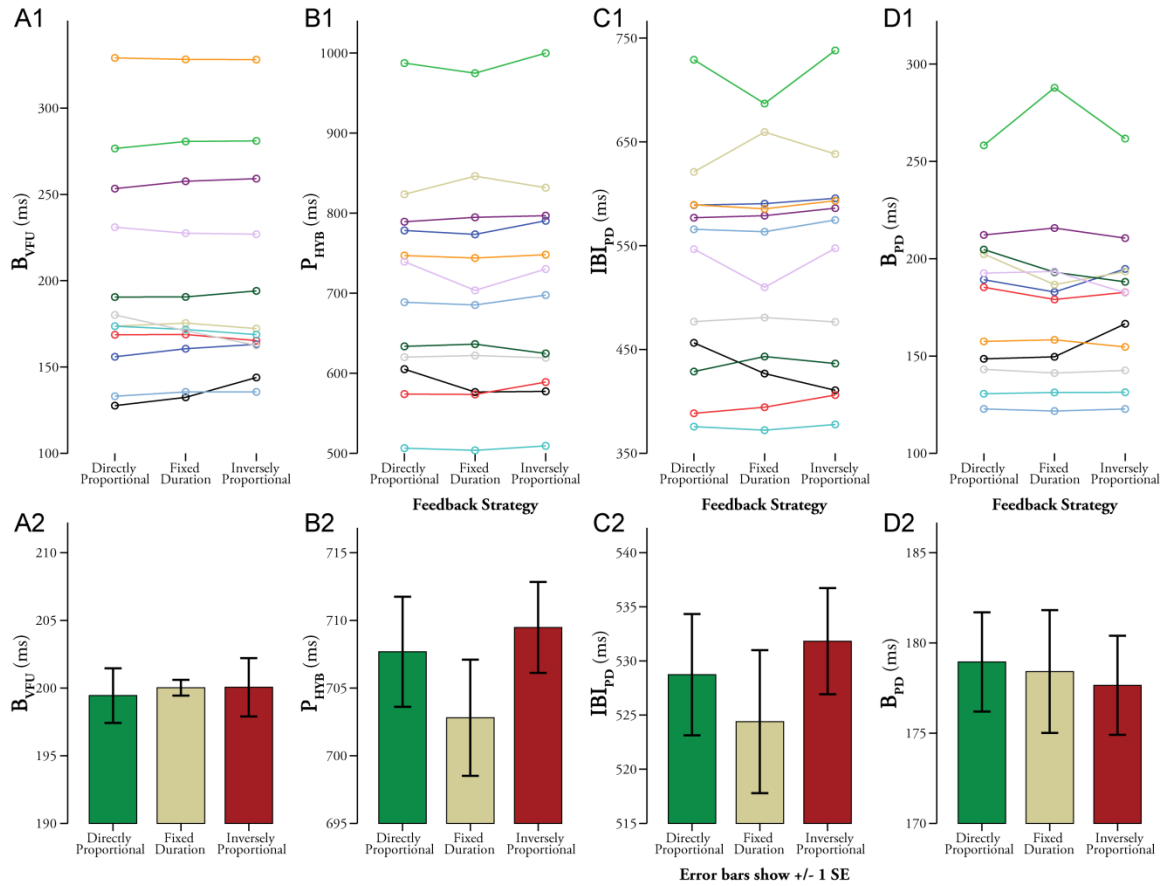 A1
B1
C1
D1
B_VFU (ms)
300
250
200
150
100
Directly
Proportional
Fixed
Duration
Inversely
Proportional
P_HYB (ms)
1000
900
800
700
600
500
Directly
Proportional
Fixed
Duration
Inversely
Proportional
Feedback Strategy
IBI_PD (ms)
750
650
550
450
350
Directly
Proportional
Fixed
Duration
Inversely
Proportional
Feedback Strategy
B_PD (ms)
300
250
200
150
100
Directly
Proportional
Fixed
Duration
Inversely
Proportional
Feedback Strategy
A2
B2
C2
D2
B_VFU (ms)
210
205
200
195
190
Directly
Proportional
Fixed
Duration
Inversely
Proportional
P_HYB (ms)
715
710
705
700
695
Directly
Proportional
Fixed
Duration
Inversely
Proportional
IBI_PD (ms)
540
535
530
525
520
515
Directly
Proportional
Fixed
Duration
Inversely
Proportional
Error bars show +/- 1 SE
B_PD (ms)
185
180
175
170
Directly
Proportional
Fixed
Duration
Inversely
Proportional